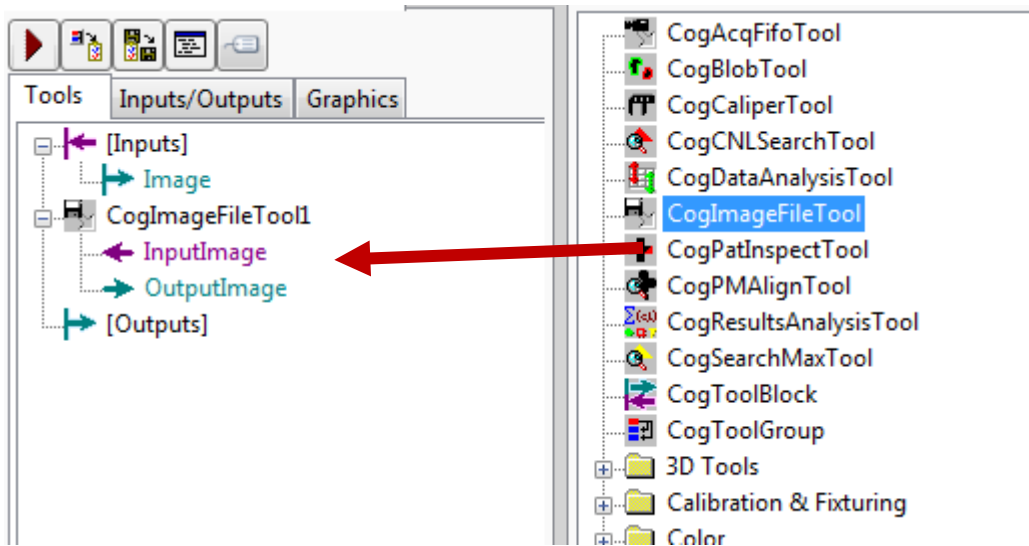 Tools
Inputs/Outputs
Graphics
[Inputs]
Image
CogImageFileTool1
InputImage
OutputImage
[Outputs]
CogAcqFifoTool
CogBlobTool
CogCaliperTool
CogCNLSearchTool
CogDataAnalysisTool
CogImageFileTool
CogPatInspectTool
CogPMAlignTool
CogResultsAnalysisTool
CogSearchMaxTool
CogToolBlock
CogToolGroup
3D Tools
Calibration & Fixturing
Color